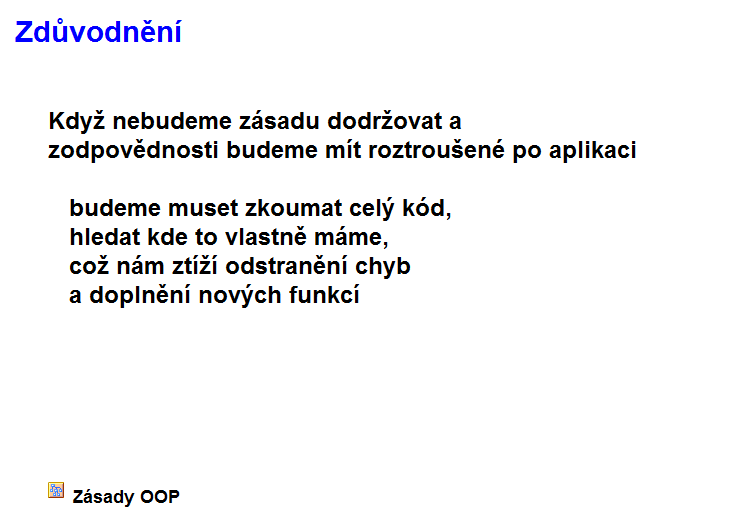 Zdůvodnění
Když nebudeme zásadu dodržovat a
zodpovědnosti budeme mít roztroušené po aplikaci
budeme muset zkoumat celý kód,
hledat kde to vlastně máme,
což nám ztíží odstranění chyb
a doplnění nových funkcí
Zásady OOP